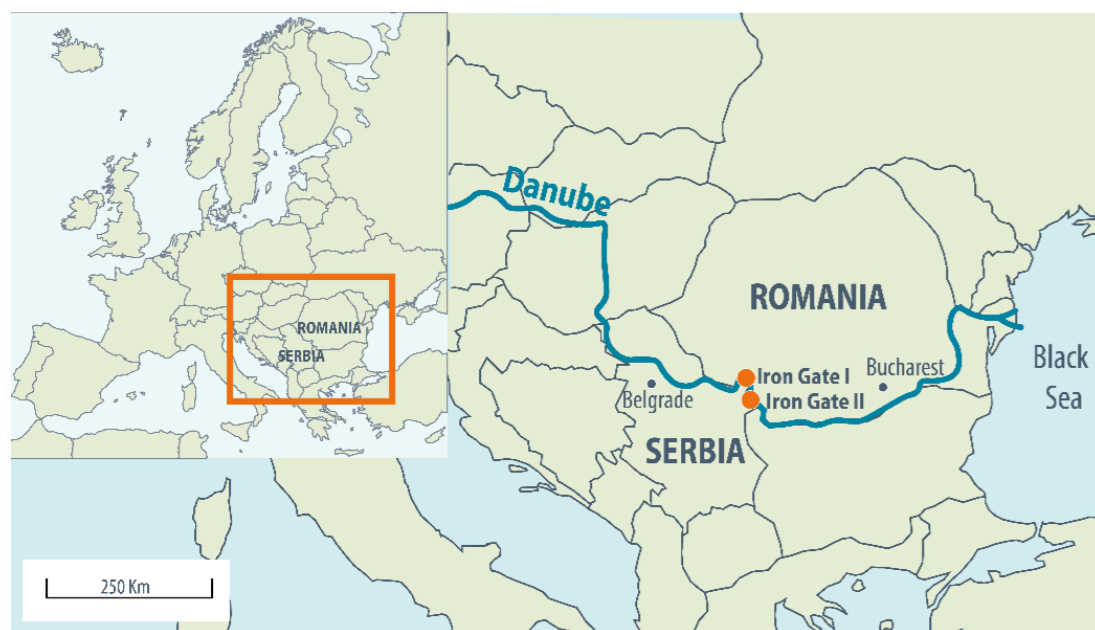 ROMANIA
SERBIA
Danube
ROMANIA
Iron Gate I
Bucharest
Black
Sea
Belgrade
Iron Gate II
SERBIA
250 Km